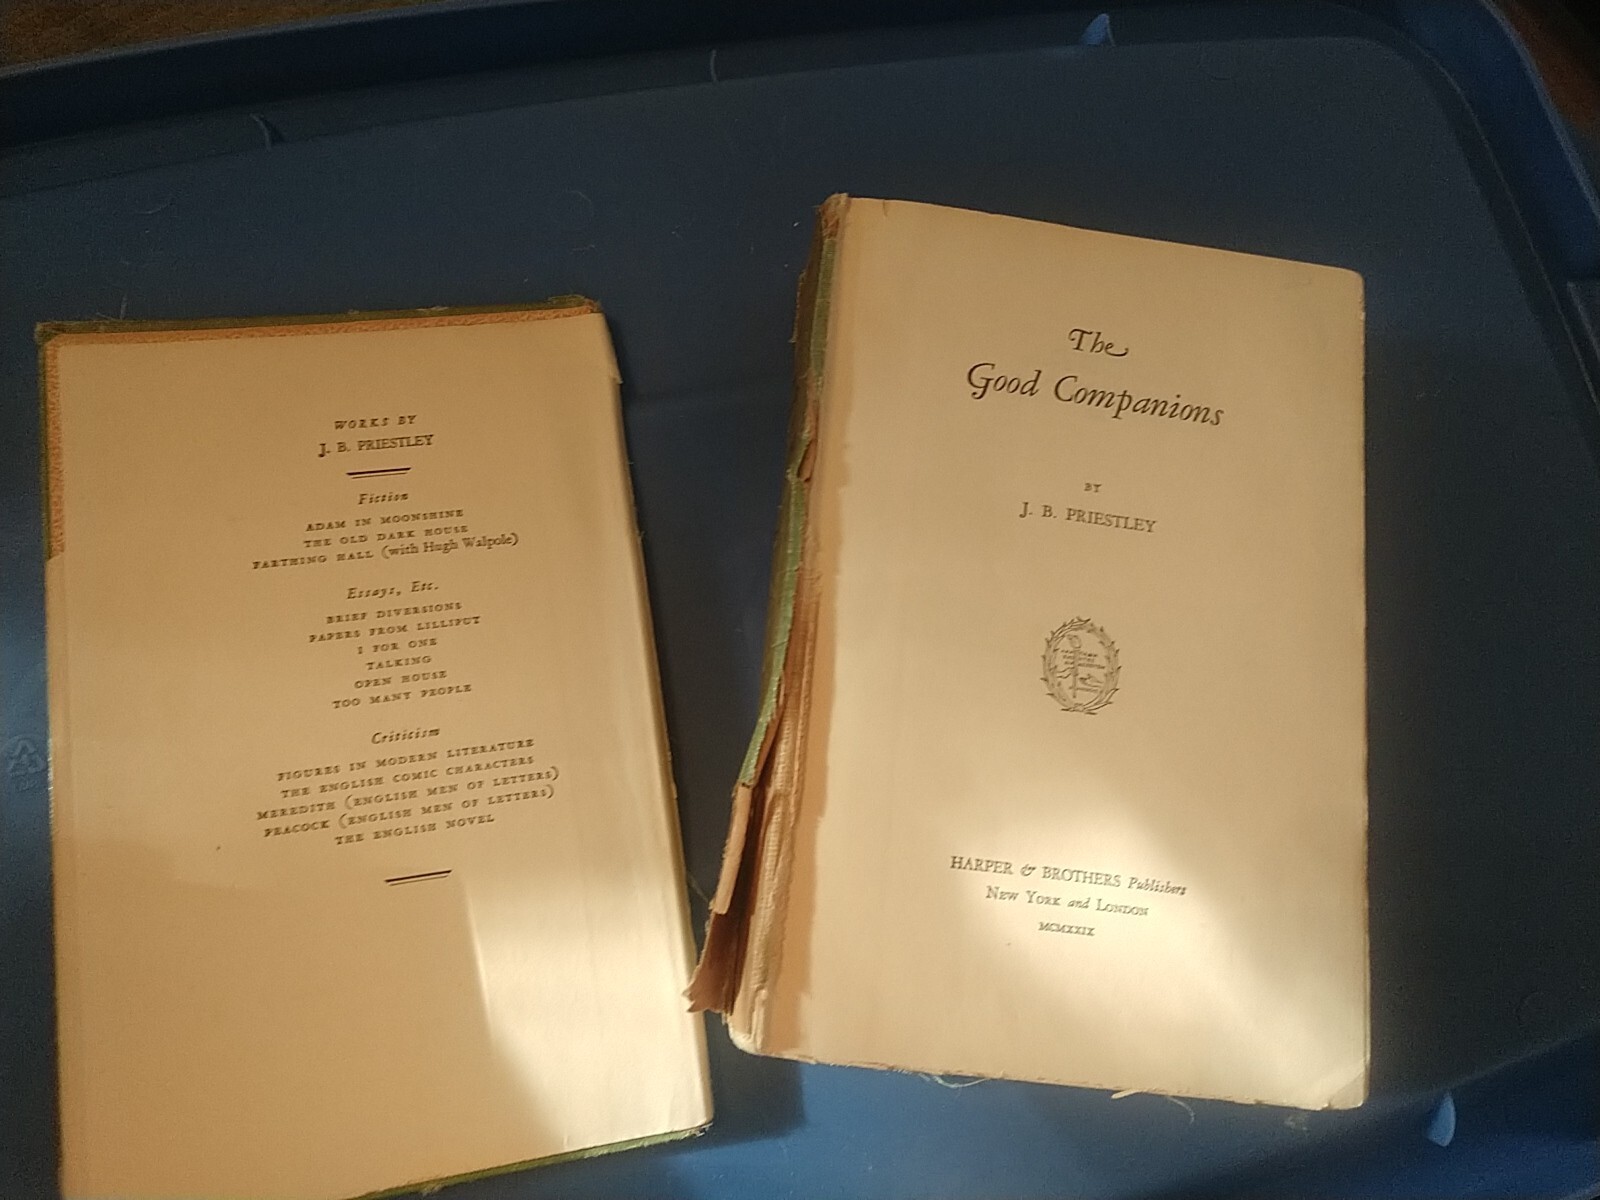 WORKS BY
J. B. PRIESTLEY
Fiction
ADAM IN MOONSHINE
THE OLD DARK HOUSE
FARTHING HALL (with Hugh Walpole)
Essays, Etc.
BRIEF DIVERSIONS
PAPERS FROM LILLIPUT
I FOR ONE
TALKING
OPEN HOUSE
TOO MANY PEOPLE
Criticism
FIGURES IN MODERN LITERATURE
THE ENGLISH COMIC CHARACTERS
MEREDITH (ENGLISH MEN OF LETTERS)
PEACOCK (ENGLISH MEN OF LETTERS)
THE ENGLISH NOVEL
The
Good Companions
BY
J. B. PRIESTLEY
HARPER & BROTHERS Publishers
NEW YORK and LONDON
MCMXXIX